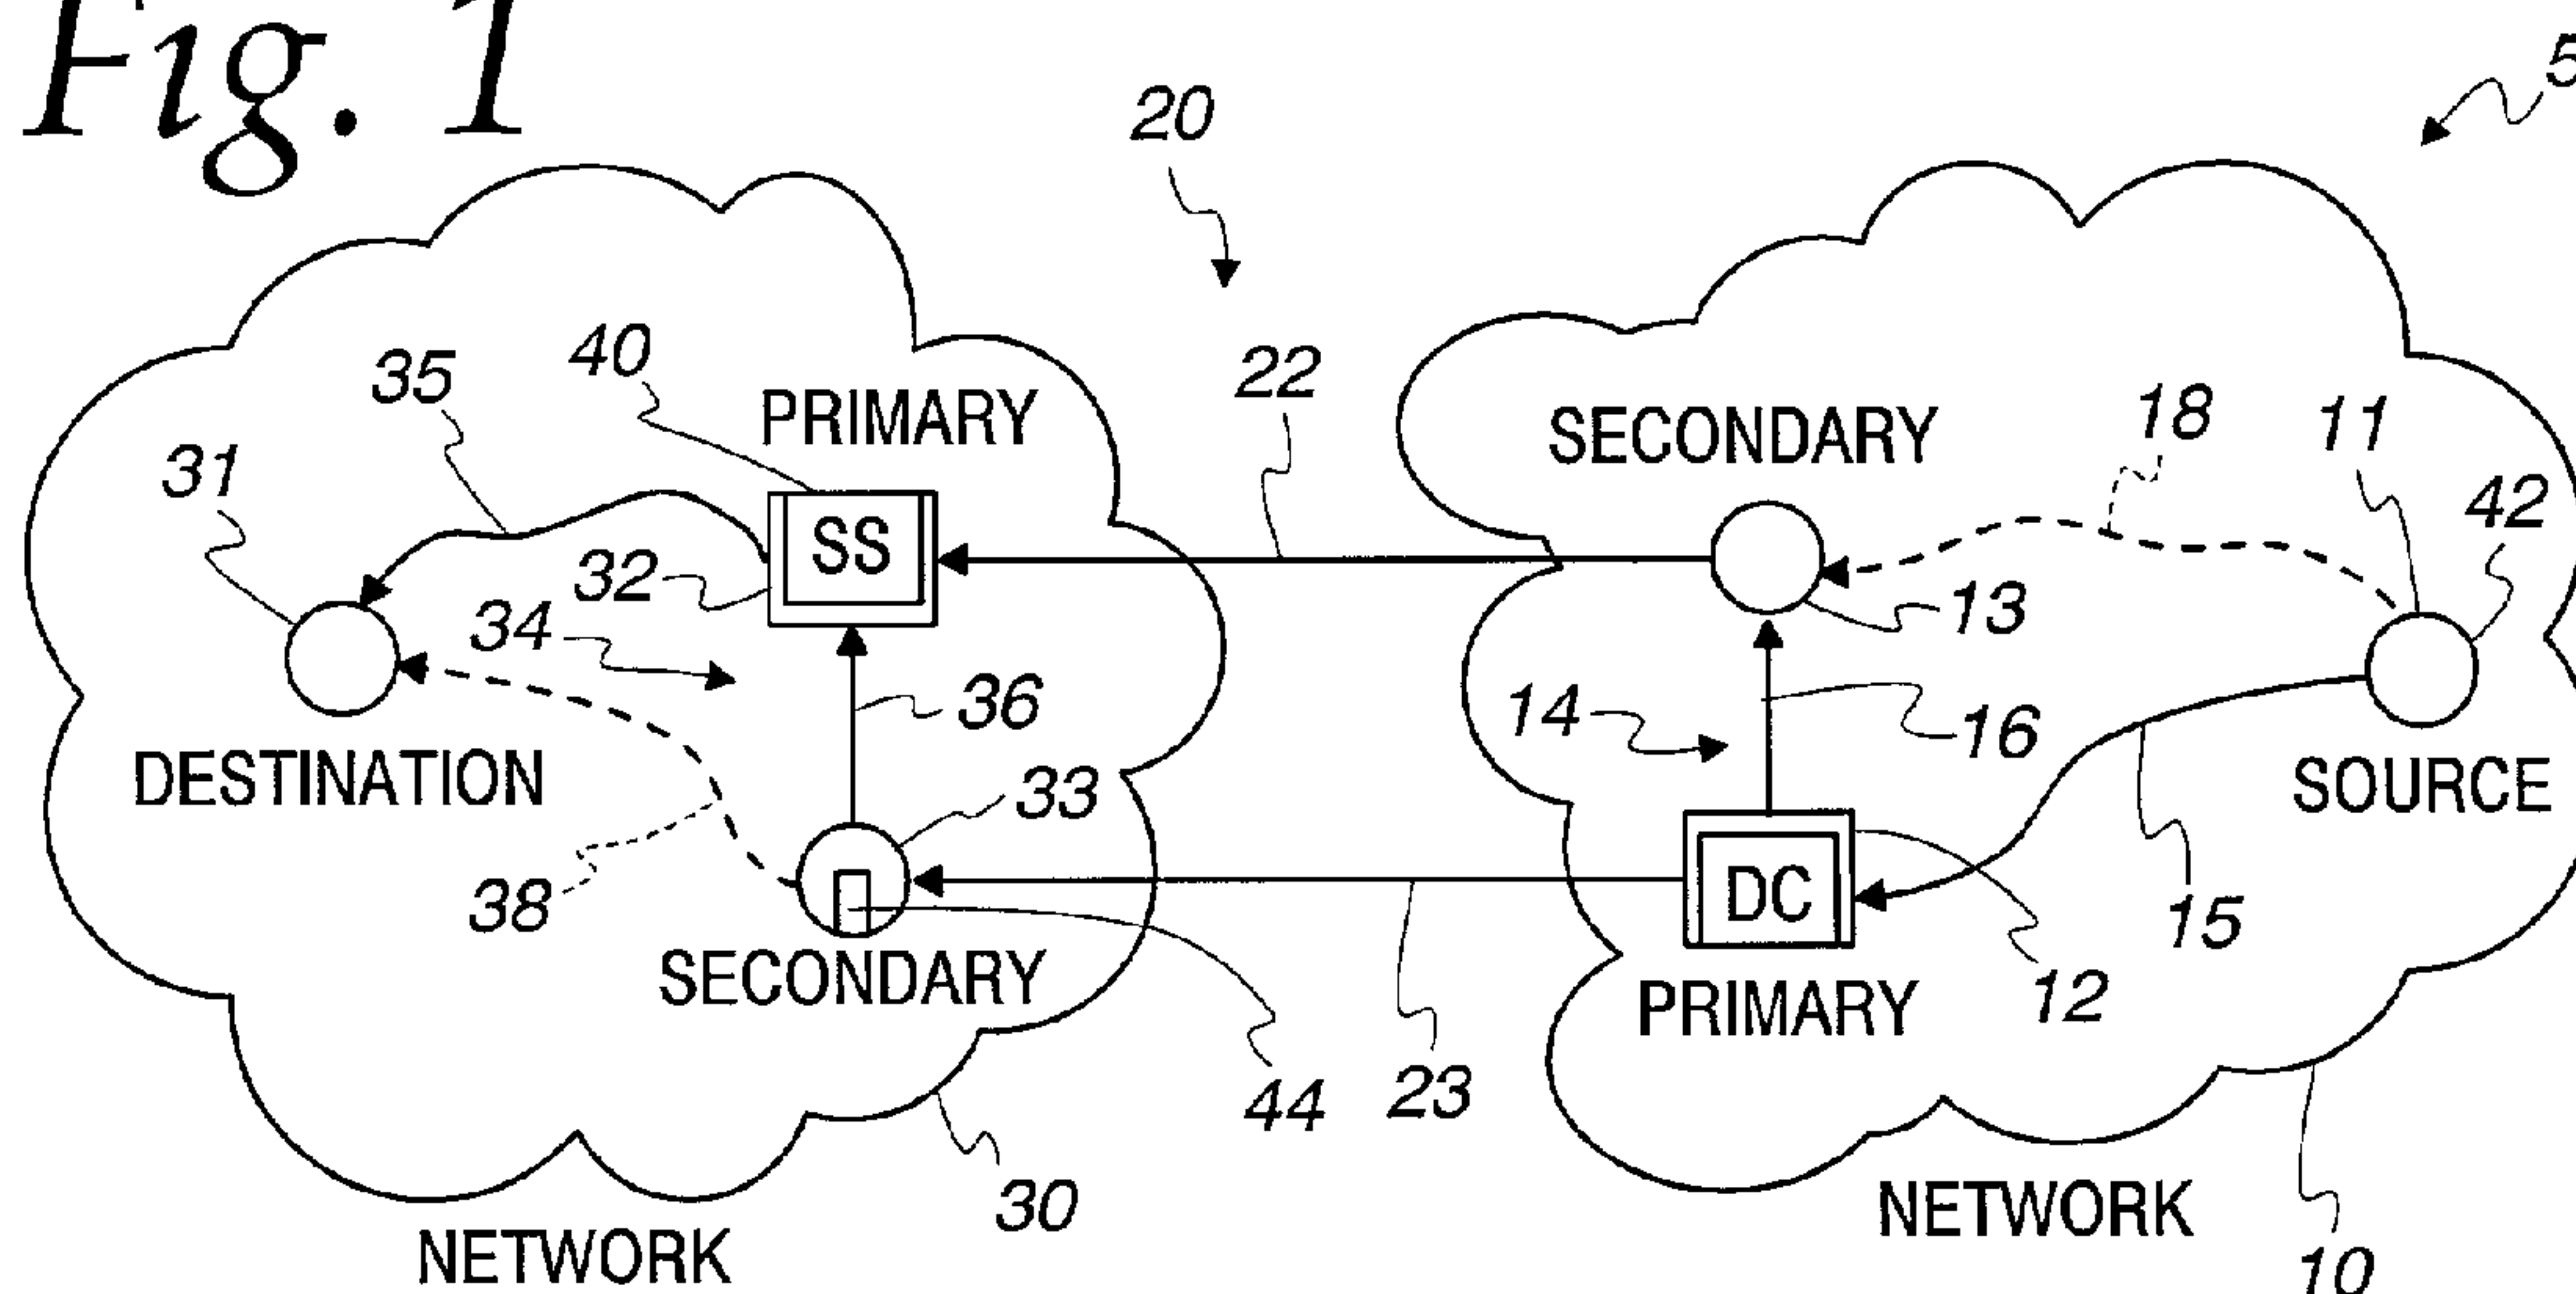 Fig. 1
5
20
35
40
PRIMARY
22
SECONDARY
18
11
42
31
SS
32
34
13
36
14
16
DESTINATION
33
SOURCE
38
DC
15
SECONDARY
PRIMARY
12
44
23
30
NETWORK
NETWORK
10